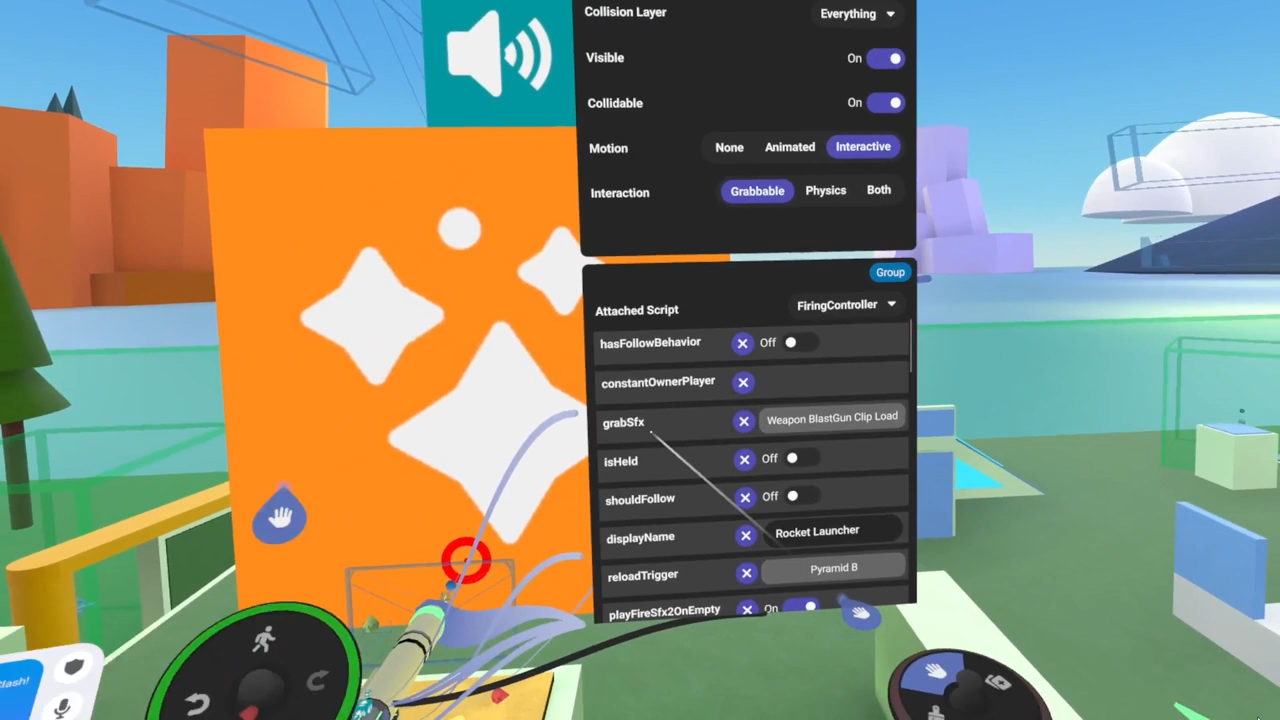 Collision Layer Everything
Visible On
Collidable On
Motion None Animated Interactive
Interaction Grabbable Physics Both
Group
Attached Script FiringController
hasFollowBehavior Off
constantOwnerPlayer
grabSfx Weapon BlastGun Clip Load
isHeld Off
shouldFollow Off
displayName Rocket Launcher
reloadTrigger Pyramid B
playFireSfx2OnEmpty On